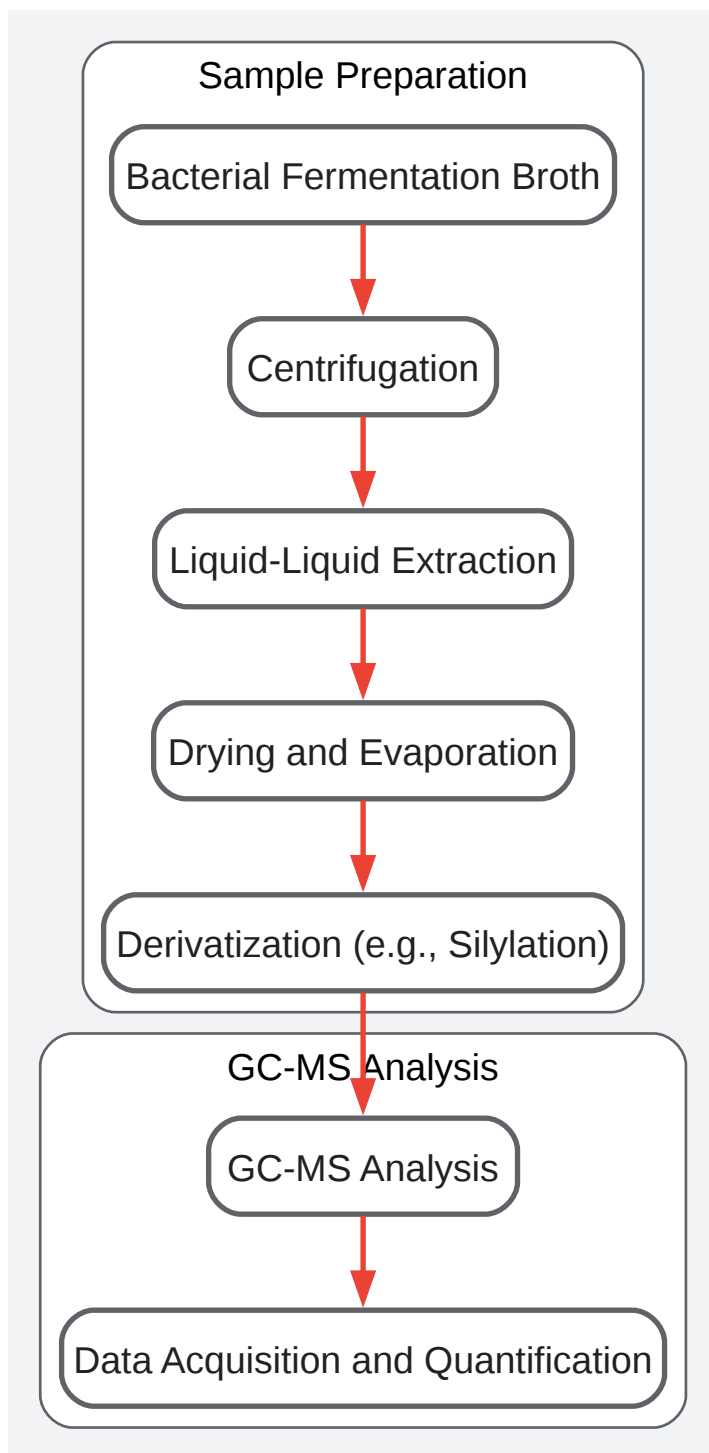 Sample Preparation
Bacterial Fermentation Broth
Centrifugation
Liquid-Liquid Extraction
Drying and Evaporation
Derivatization (e.g., Silylation)
GC-MS Analysis
GC-MS Analysis
Data Acquisition and Quantification